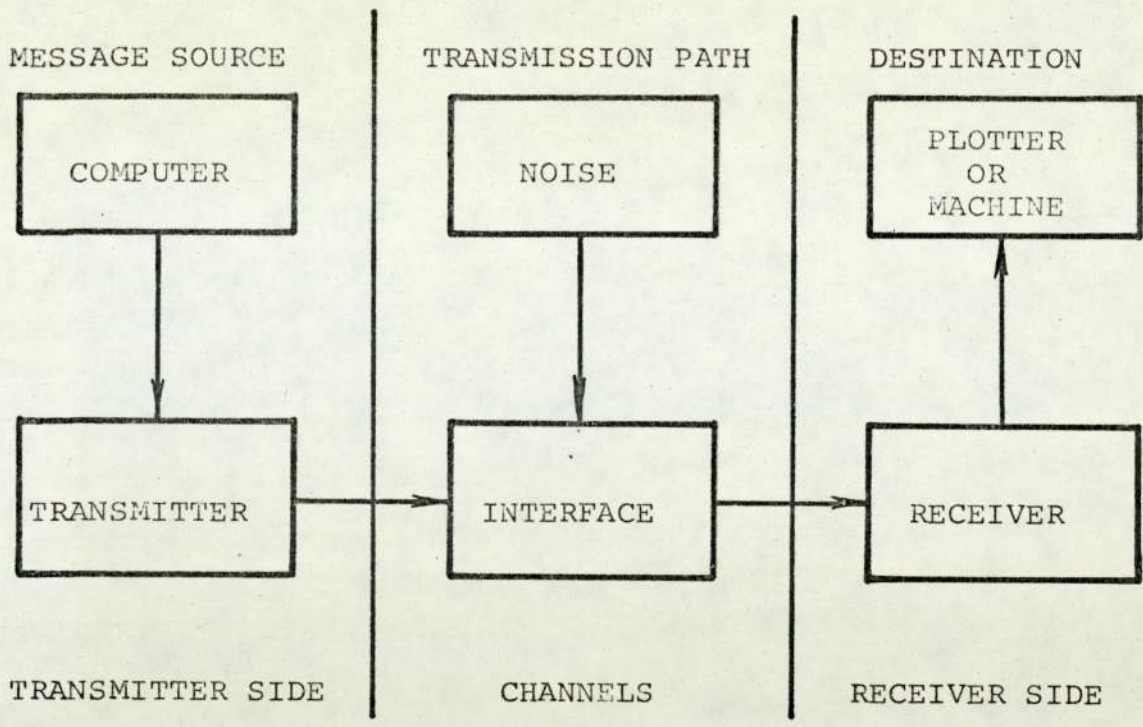 MESSAGE SOURCE
COMPUTER
TRANSMITTER
TRANSMITTER SIDE
TRANSMISSION PATH
NOISE
INTERFACE
CHANNELS
DESTINATION
PLOTTER
OR
MACHINE
RECEIVER
RECEIVER SIDE